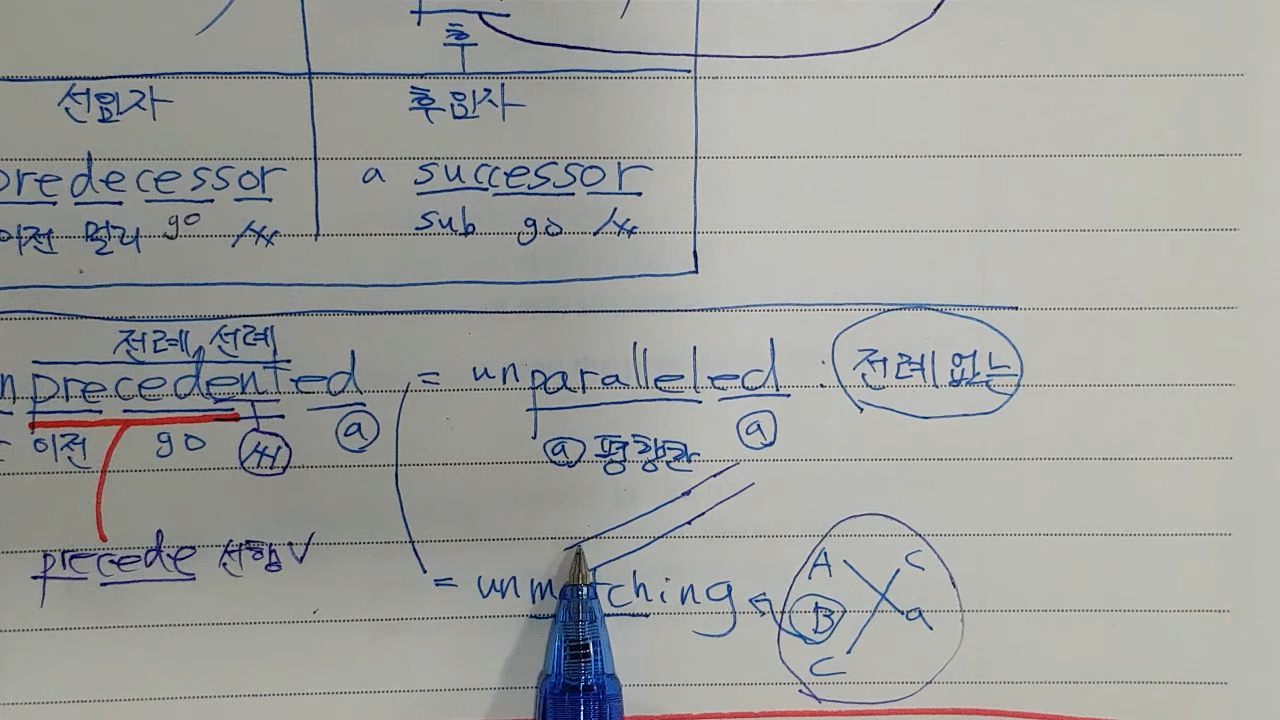 후
선임자 후임자
predecessor a successor
이전 멀리 go sub go
전례, 선례
unprecedented = unparalleled : 전례 없는
이전 go ⓐ ⓐ 평행한 ⓐ
precede 선행 V
= unmatching
A C
B a
C